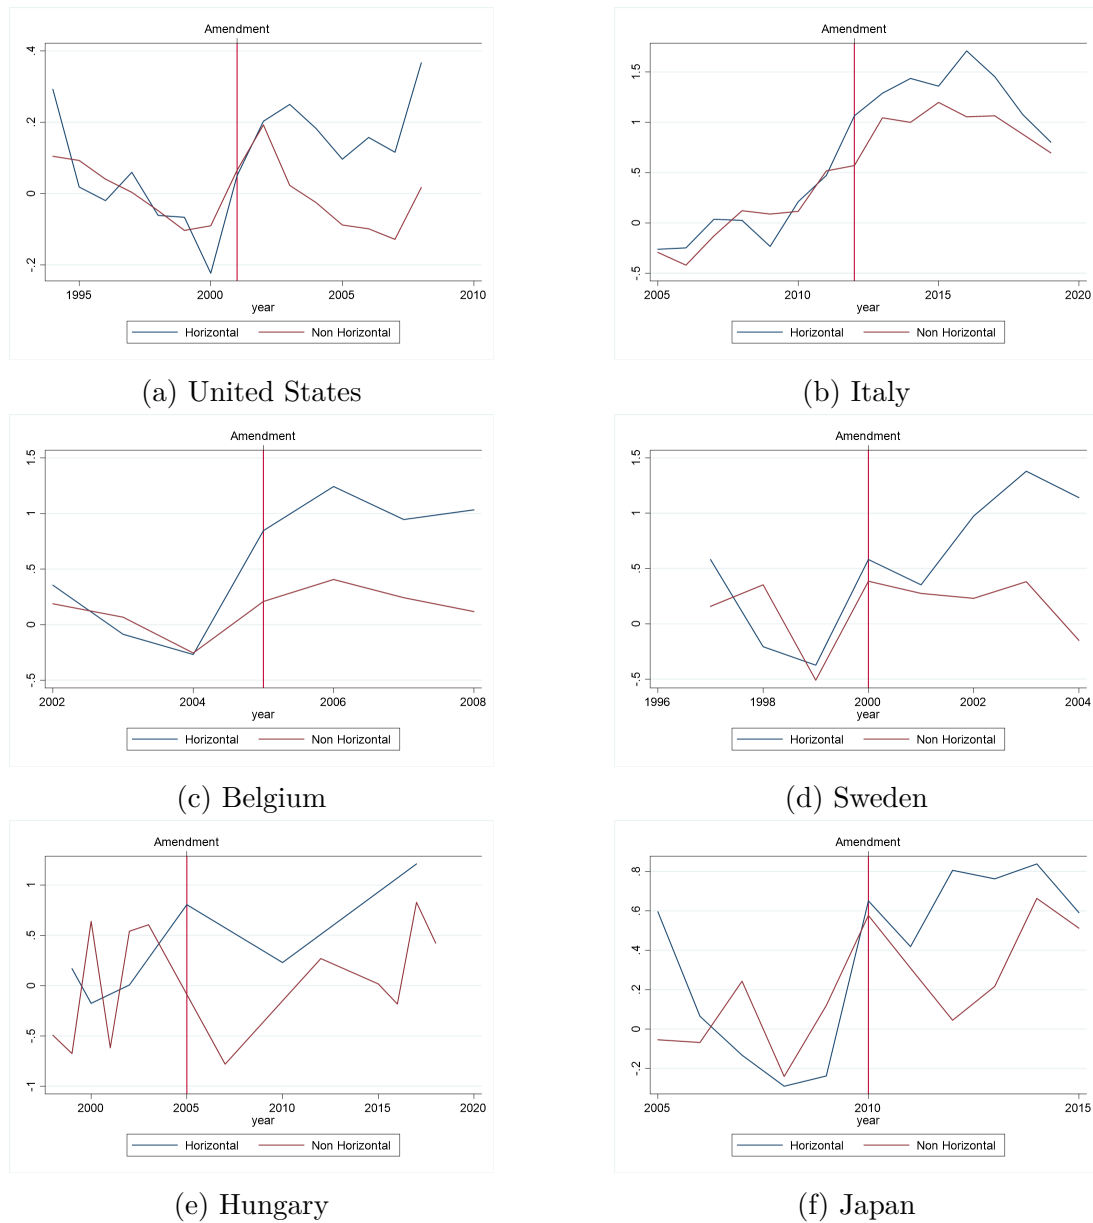 Amendment
.4
.2
0
-.2
1995 2000 2005 2010
year
Horizontal Non Horizontal
(a) United States
Amendment
1.5
1
.5
0
-.5
2005 2010 2015 2020
year
Horizontal Non Horizontal
(b) Italy
Amendment
1.5
1
.5
0
-.5
2002 2004 2006 2008
year
Horizontal Non Horizontal
(c) Belgium
Amendment
1.5
1
.5
0
-.5
1996 1998 2000 2002 2004
year
Horizontal Non Horizontal
(d) Sweden
Amendment
1
.5
0
-.5
-1
2000 2005 2010 2015 2020
year
Horizontal Non Horizontal
(e) Hungary
Amendment
.8
.6
.4
.2
0
-.2
2005 2010 2015
year
Horizontal Non Horizontal
(f) Japan